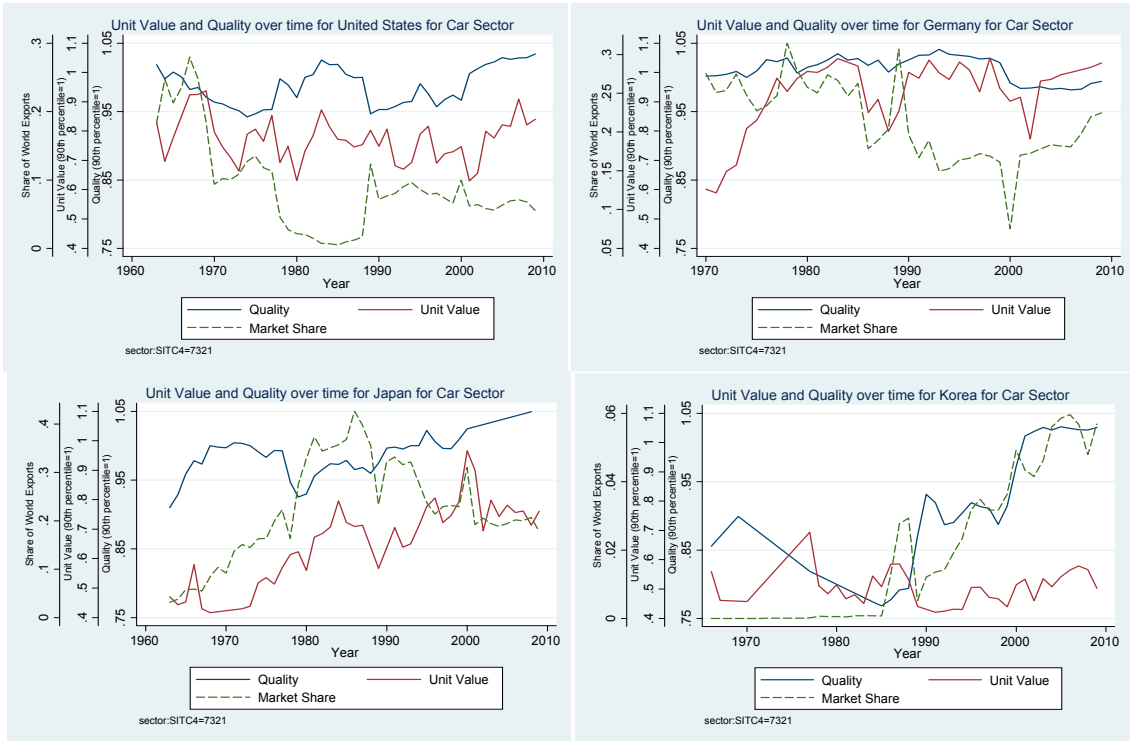 Unit Value and Quality over time for United States for Car Sector
Share of World Exports
Unit Value (90th percentile=1)
Quality (90th percentile=1)
0 .1 .2 .3
.4 .5 .6 .7 .8 .9 1 1.1
.75 .85 .95 1.05
1960 1970 1980 1990 2000 2010
Year
Quality Unit Value
Market Share
sector:SITC4=7321
Unit Value and Quality over time for Germany for Car Sector
Share of World Exports
Unit Value (90th percentile=1)
Quality (90th percentile=1)
.05 .1 .15 .2 .25 .3
.4 .5 .6 .7 .8 .9 1 1.1
.75 .85 .95 1.05
1970 1980 1990 2000 2010
Year
Quality Unit Value
Market Share
sector:SITC4=7321
Unit Value and Quality over time for Japan for Car Sector
Share of World Exports
Unit Value (90th percentile=1)
Quality (90th percentile=1)
0 .1 .2 .3 .4
.4 .5 .6 .7 .8 .9 1 1.1
.75 .85 .95 1.05
1960 1970 1980 1990 2000 2010
Year
Quality Unit Value
Market Share
sector:SITC4=7321
Unit Value and Quality over time for Korea for Car Sector
Share of World Exports
Unit Value (90th percentile=1)
Quality (90th percentile=1)
0 .02 .04 .06
.4 .5 .6 .7 .8 .9 1 1.1
.75 .85 .95 1.05
1970 1980 1990 2000 2010
Year
Quality Unit Value
Market Share
sector:SITC4=7321